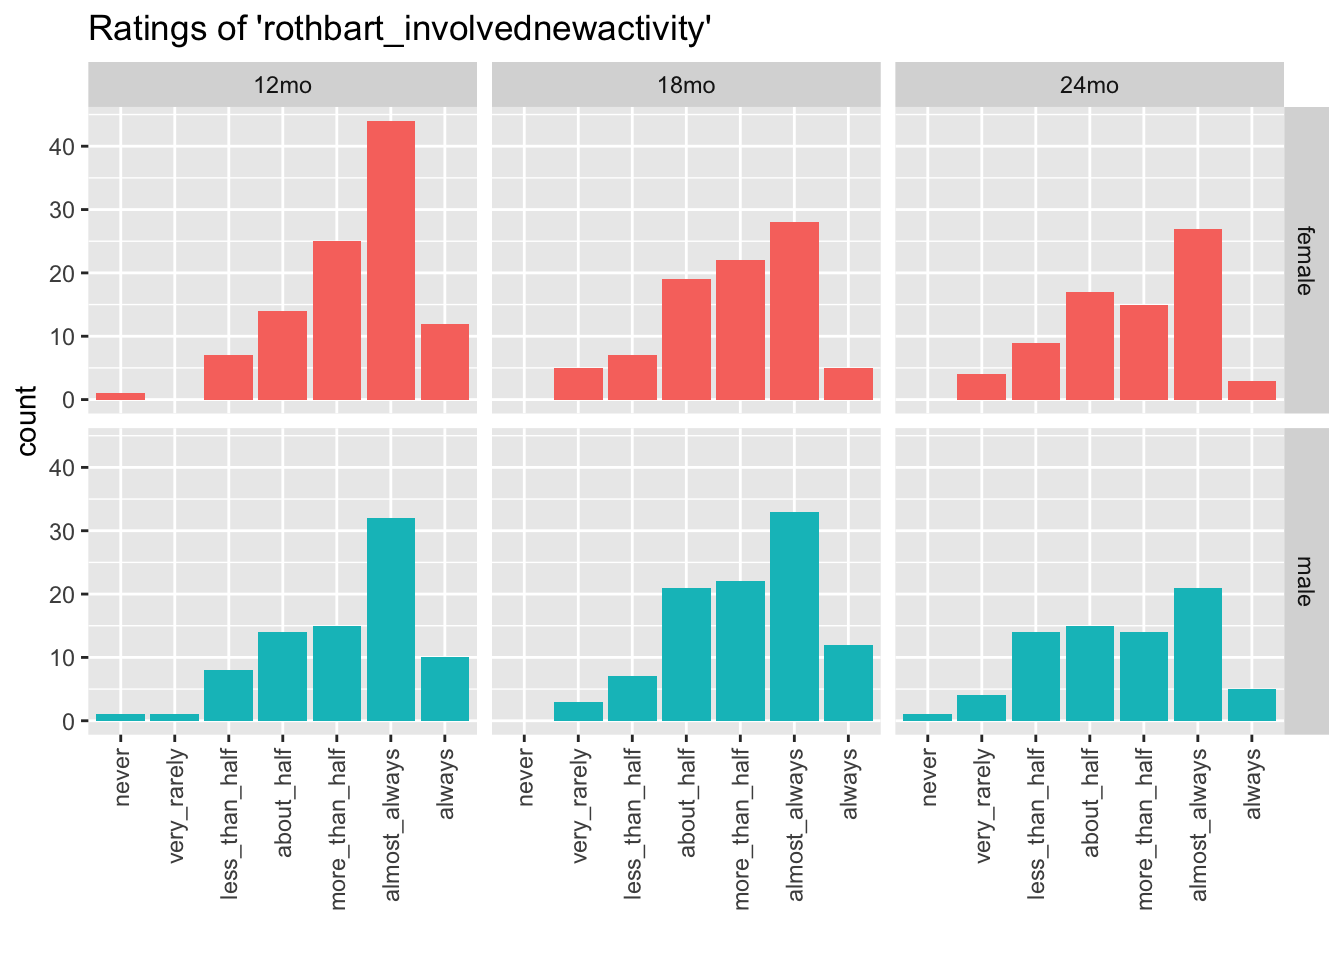 Ratings of 'rothbart_involvednewactivity'
12mo 18mo 24mo
count
40
30
20
10
0
female
40
30
20
10
0
male
never very_rarely less_than_half about_half more_than_half almost_always always
never very_rarely less_than_half about_half more_than_half almost_always always
never very_rarely less_than_half about_half more_than_half almost_always always